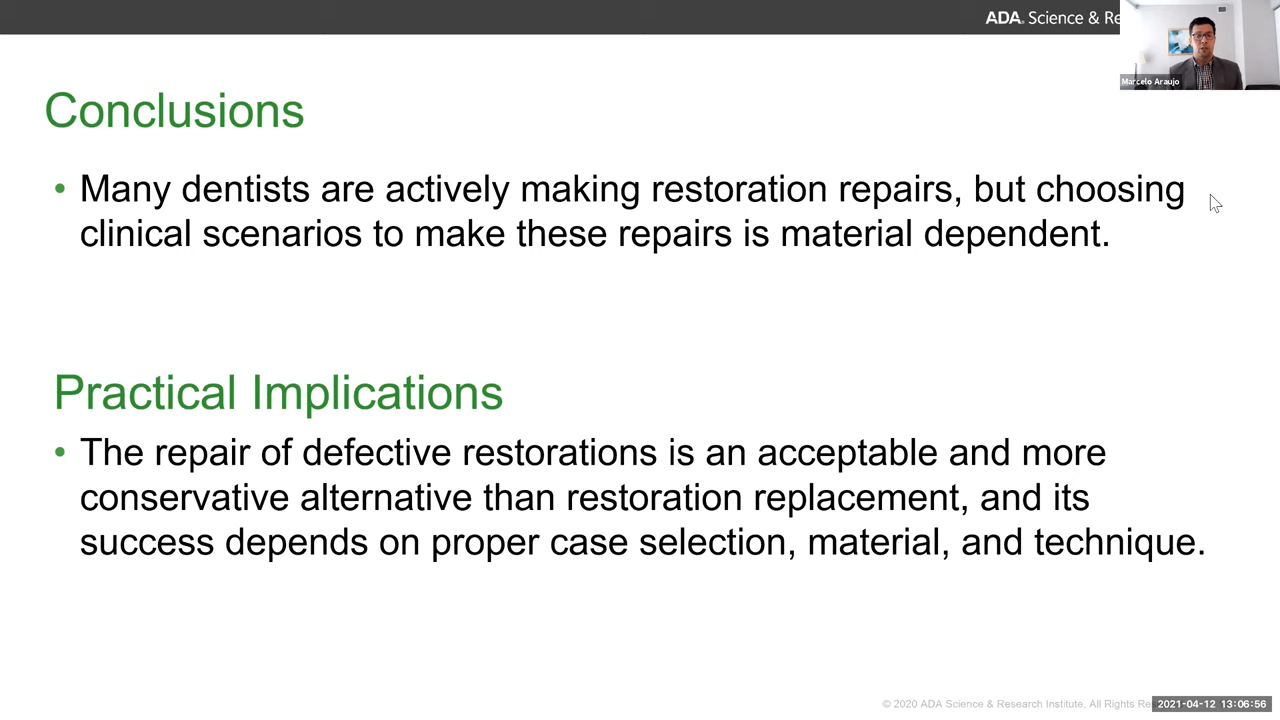 ADA. Science & Re
Marcelo Araujo
Conclusions
• Many dentists are actively making restoration repairs, but choosing
clinical scenarios to make these repairs is material dependent.
Practical Implications
• The repair of defective restorations is an acceptable and more
conservative alternative than restoration replacement, and its
success depends on proper case selection, material, and technique.
© 2020 ADA Science & Research Institute, All Rights Re
2021-04-12 13:06:56